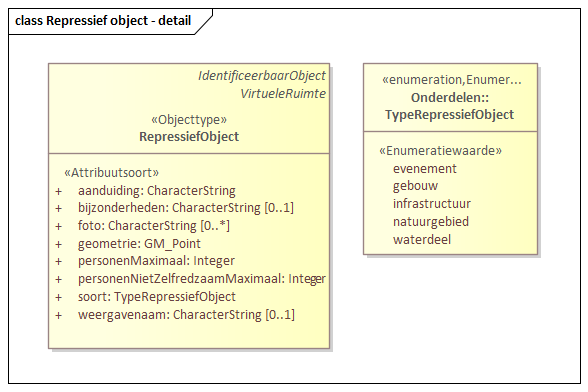 class Repressief object - detail
IdentificeerbaarObject
VirtueleRuimte
«Objecttype»
RepressiefObject
«Attribuutsoort»
+ aanduiding: CharacterString
+ bijzonderheden: CharacterString [0..1]
+ foto: CharacterString [0..*]
+ geometrie: GM_Point
+ personenMaximaal: Integer
+ personenNietZelfredzaamMaximaal: Integer
+ soort: TypeRepressiefObject
+ weergavenaam: CharacterString [0..1]
«enumeration,Enumer...
Onderdelen::
TypeRepressiefObject
«Enumeratiewaarde»
evenement
gebouw
infrastructuur
natuurgebied
waterdeel